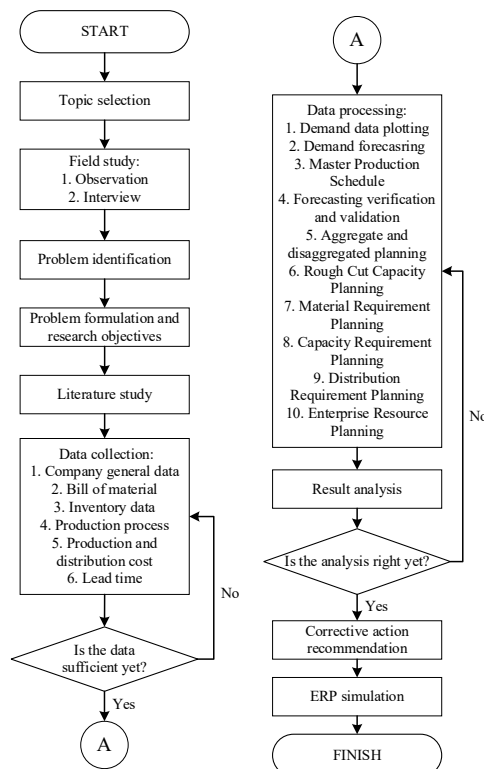 START
Topic selection
Field study:
1. Observation
2. Interview
Problem identification
Problem formulation and
research objectives
Literature study
Data collection:
1. Company general data
2. Bill of material
3. Inventory data
4. Production process
5. Production and
distribution cost
6. Lead time
No
Is the data
sufficient yet?
Yes
A
A
Data processing:
1. Demand data plotting
2. Demand forecasring
3. Master Production
Schedule
4. Forecasting verification
and validation
5. Aggregate and
disaggregated planning
6. Rough Cut Capacity
Planning
7. Material Requirement
Planning
8. Capacity Requirement
Planning
9. Distribution
Requirement Planning
10. Enterprise Resource
Planning
No
Result analysis
Is the analysis right yet?
Yes
Corrective action
recommendation
ERP simulation
FINISH